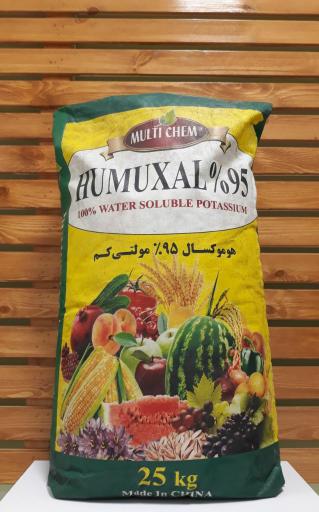 MULTI CHEM®
HUMUXAL %95
100% WATER SOLUBLE POTASSIUM
هوموکسال ۹۵٪ مولتی کم
25 kg
Made In CHINA